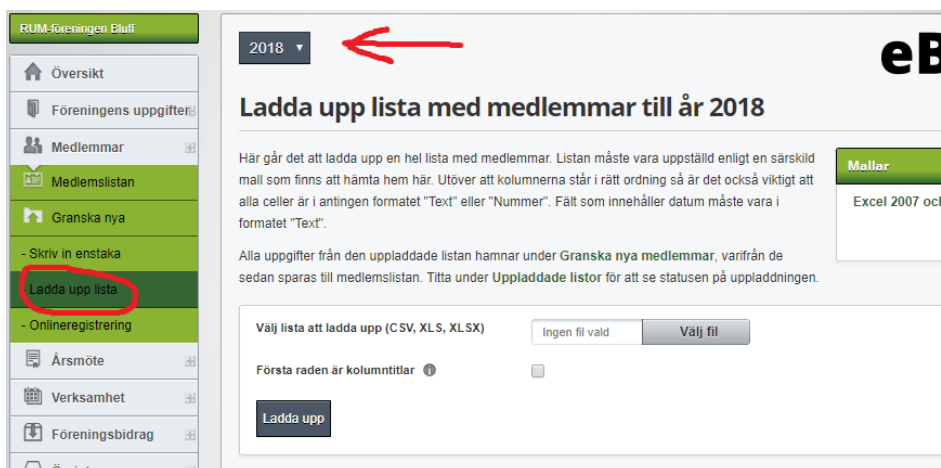 RUM-föreningen Bluff
Översikt
Föreningens uppgifter
Medlemmar
Medlemslistan
Granska nya
- Skriv in enstaka
Ladda upp lista
- Onlineregistrering
Årsmöte
Verksamhet
Föreningsbidrag
2018
eB
Ladda upp lista med medlemmar till år 2018
Här går det att ladda upp en hel lista med medlemmar. Listan måste vara uppställd enligt en särskild
mall som finns att hämta hem här. Utöver att kolumnerna står i rätt ordning så är det också viktigt att
alla celler är i antingen formatet "Text" eller "Nummer". Fält som innehåller datum måste vara i
formatet "Text".
Alla uppgifter från den uppladdade listan hamnar under Granska nya medlemmar, varifrån de
sedan sparas till medlemslistan. Titta under Uppladdade listor för att se statusen på uppladdningen.
Mallar
Excel 2007 och
Välj lista att ladda upp (CSV, XLS, XLSX)
Ingen fil vald
Välj fil
Första raden är kolumntitlar
Ladda upp